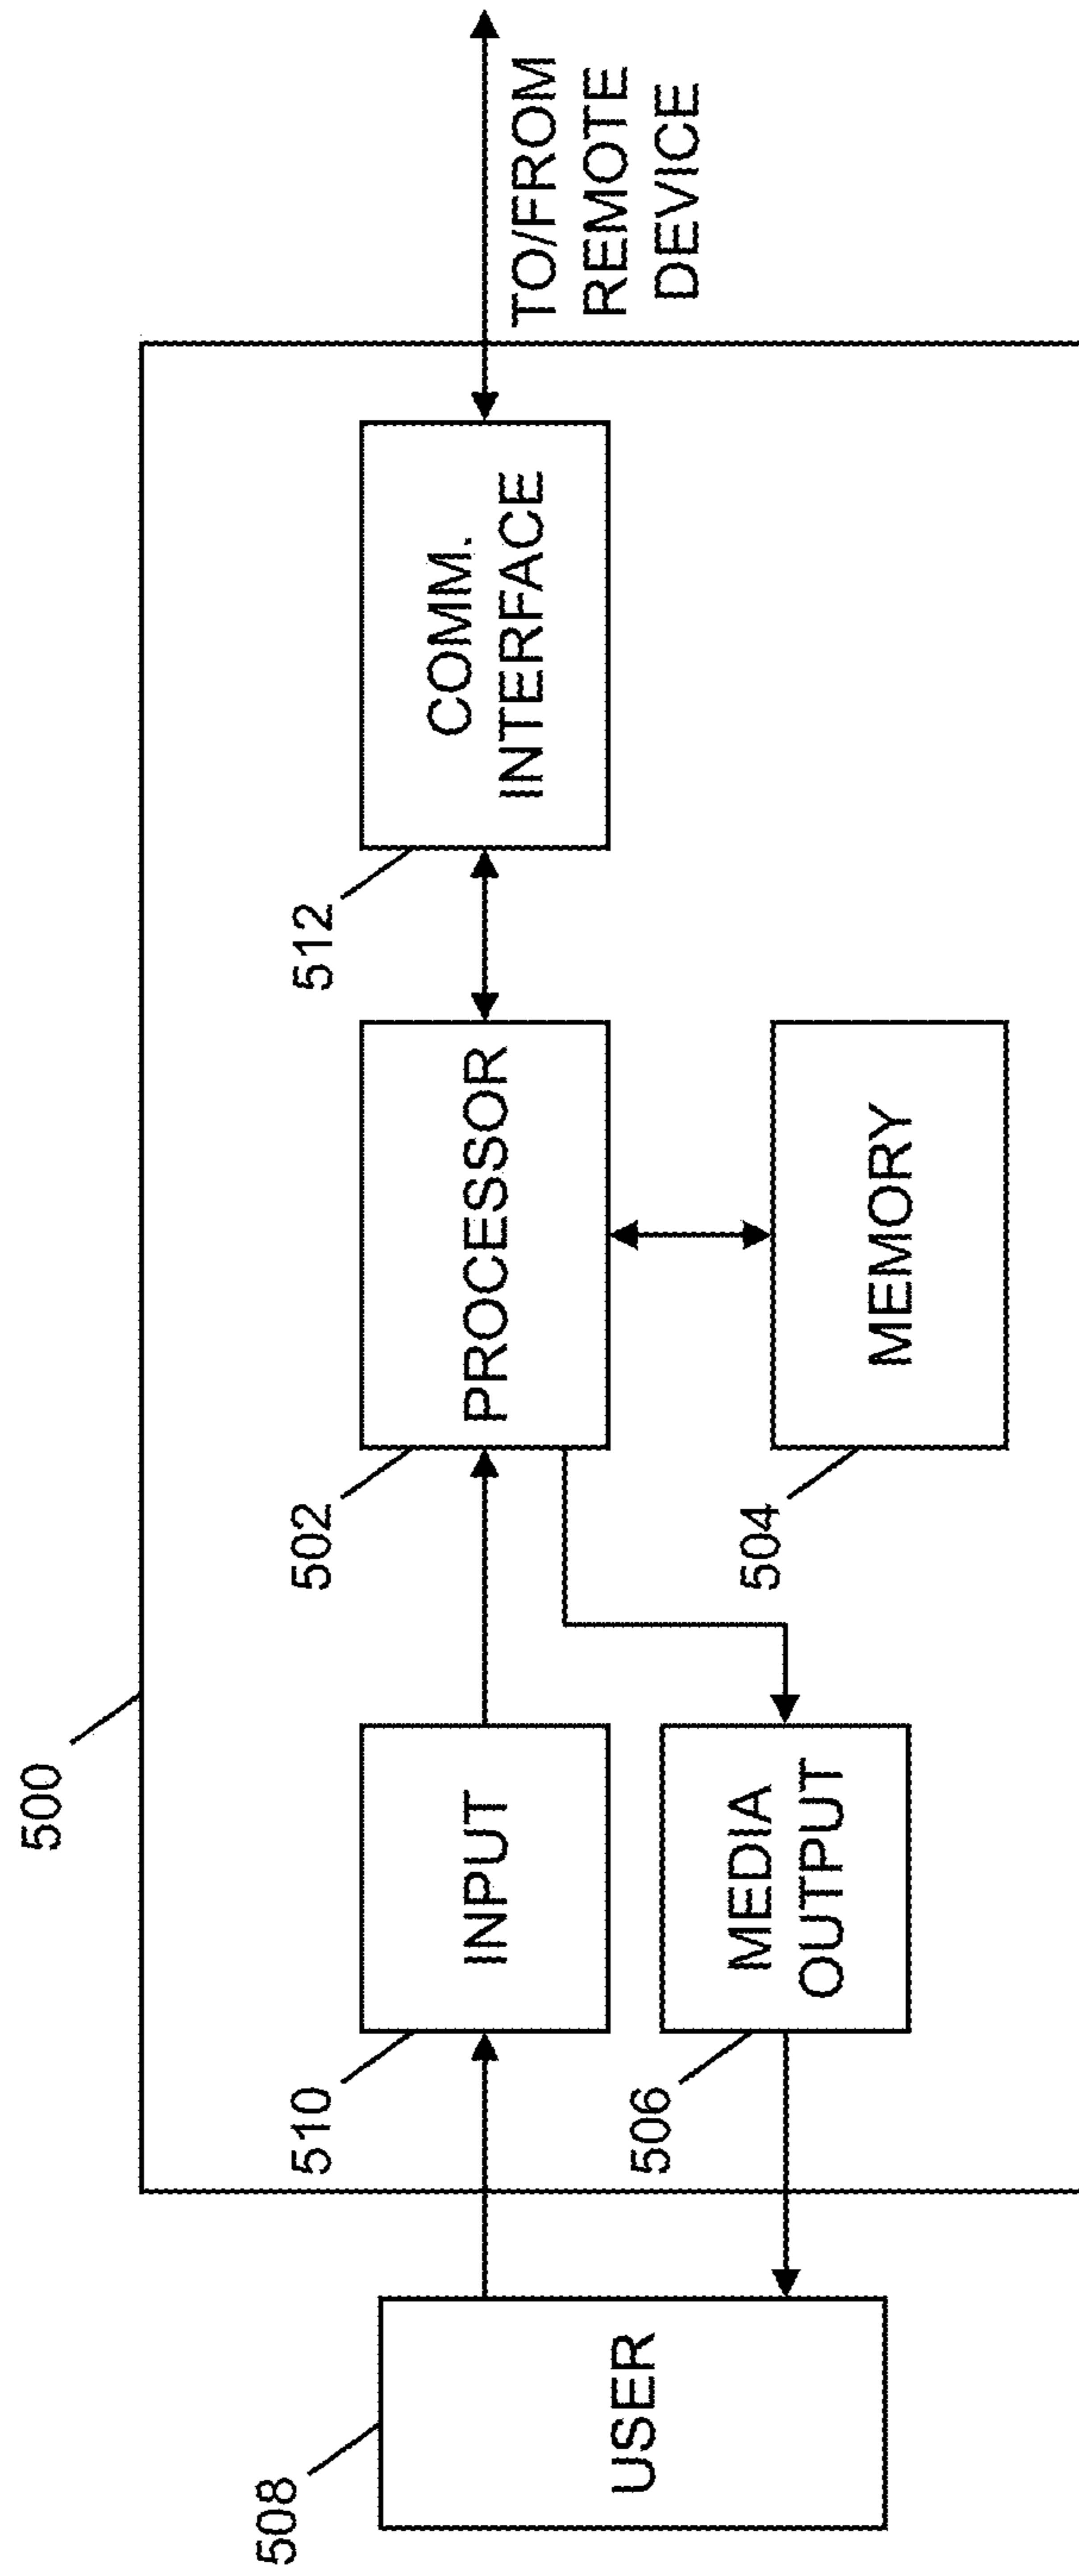 500
508
USER
510
INPUT
506
MEDIA
OUTPUT
502
PROCESSOR
504
MEMORY
512
COMM.
INTERFACE
TO/FROM
REMOTE
DEVICE